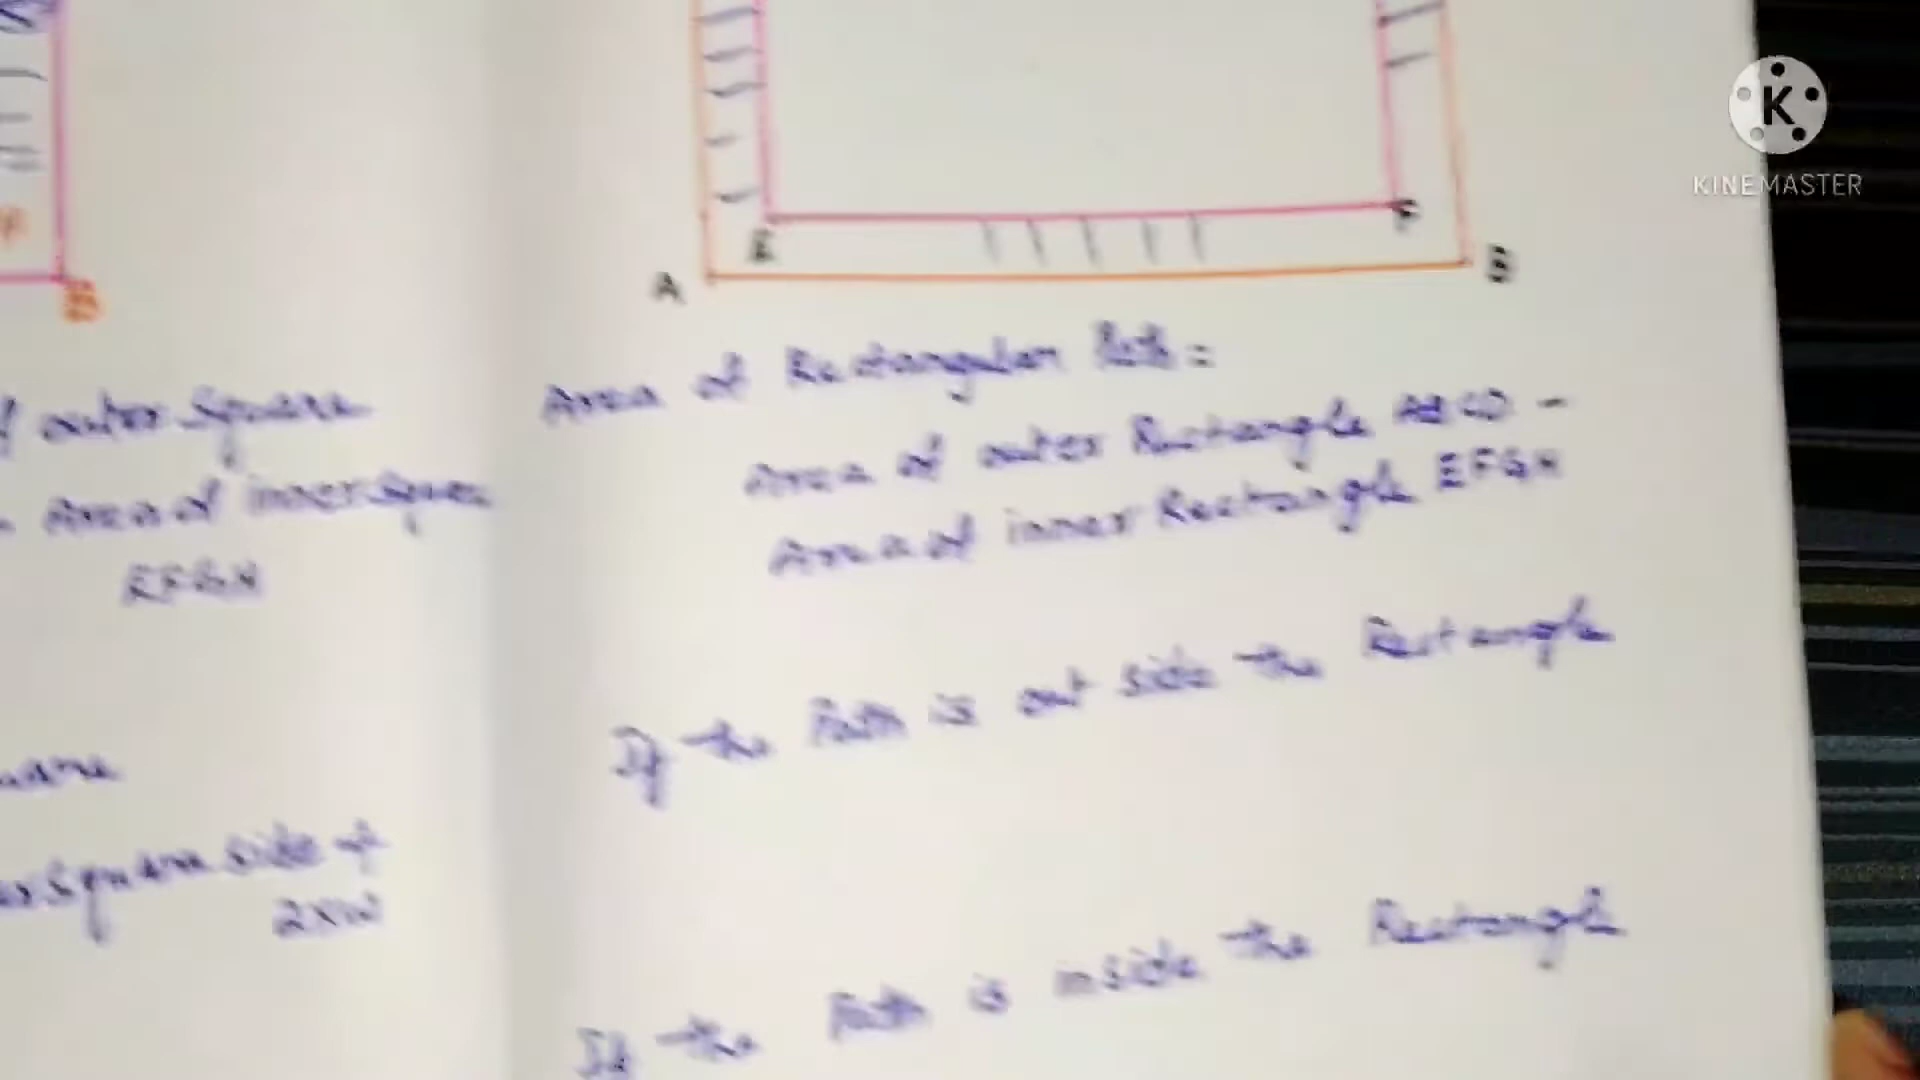 E
F
A
B
B
Area of Rectangular Path =
Area of outer Rectangle ABCD -
Area of inner Rectangle EFGH
If the Path is out side the Rectangle
If the Path is inside the Rectangle
outer Square
- Area of inner Square
EFGH
Square side +
2xW
K
KINEMASTER